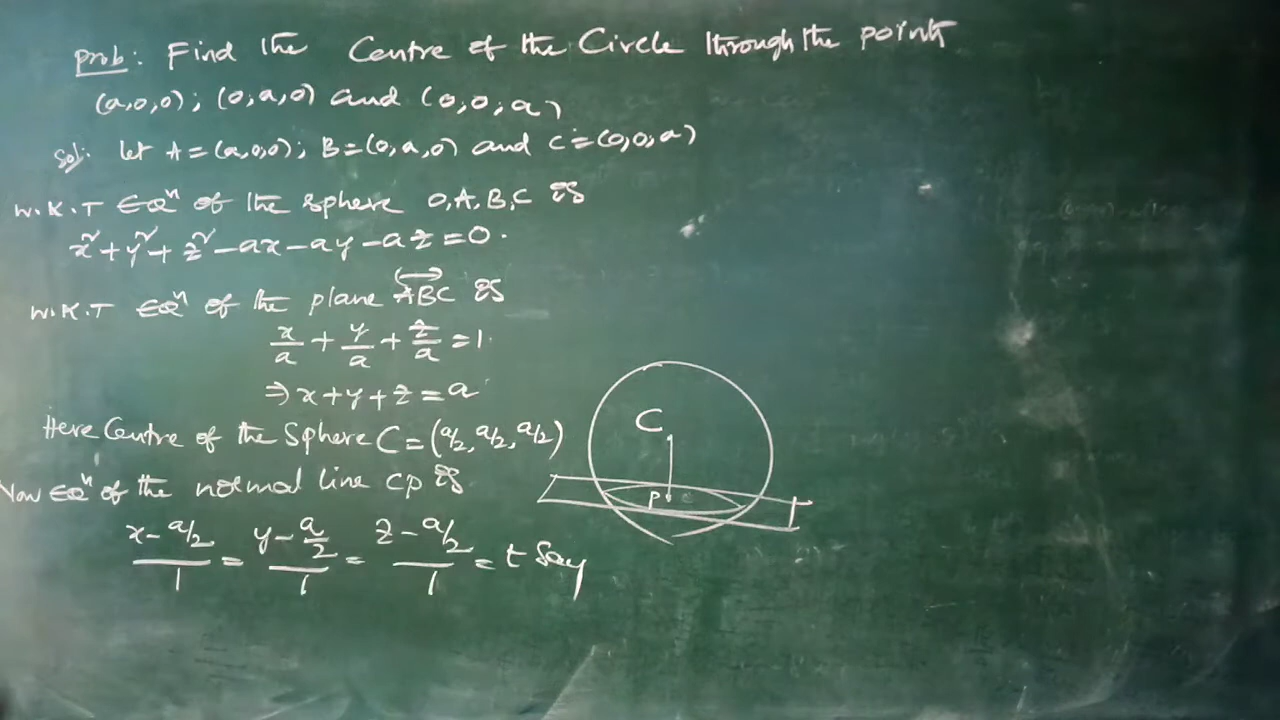 Prob: Find the Centre of the Circle through the points
(a,0,0); (0,a,0) and (0,0,a)
Sol: Let A=(a,0,0); B=(0,a,0) and C=(0,0,a)
W.K.T Eqⁿ of the sphere O,A,B,C is
x²+y²+z²-ax-ay-az=0.
W.K.T Eqⁿ of the plane ABC is
x/a + y/a + z/a = 1.
⇒ x+y+z=a
Here Centre of the Sphere C=(a/2, a/2, a/2)
Now Eqⁿ of the normal line CP is
(x-a/2)/1 = (y-a/2)/1 = (z-a/2)/1 = t Say
C
P